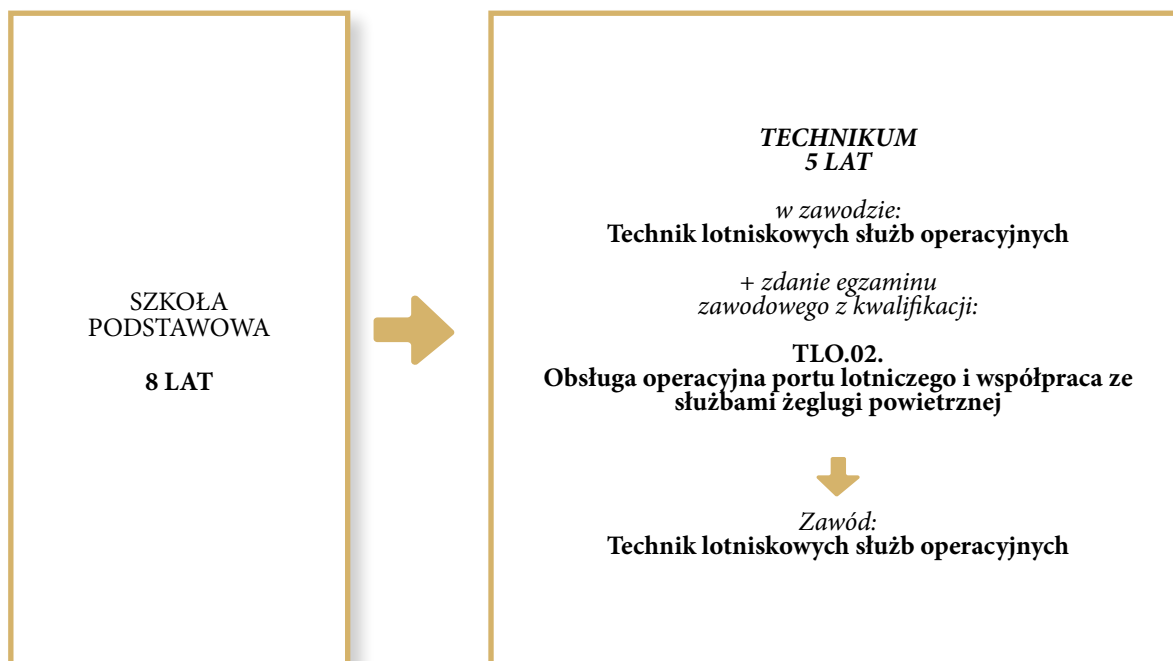 SZKOŁA
PODSTAWOWA
8 LAT
TECHNIKUM
5 LAT
w zawodzie:
Technik lotniskowych służb operacyjnych
+ zdanie egzaminu
zawodowego z kwalifikacji:
TLO.02.
Obsługa operacyjna portu lotniczego i współpraca ze
służbami żeglugi powietrznej
Zawód:
Technik lotniskowych służb operacyjnych